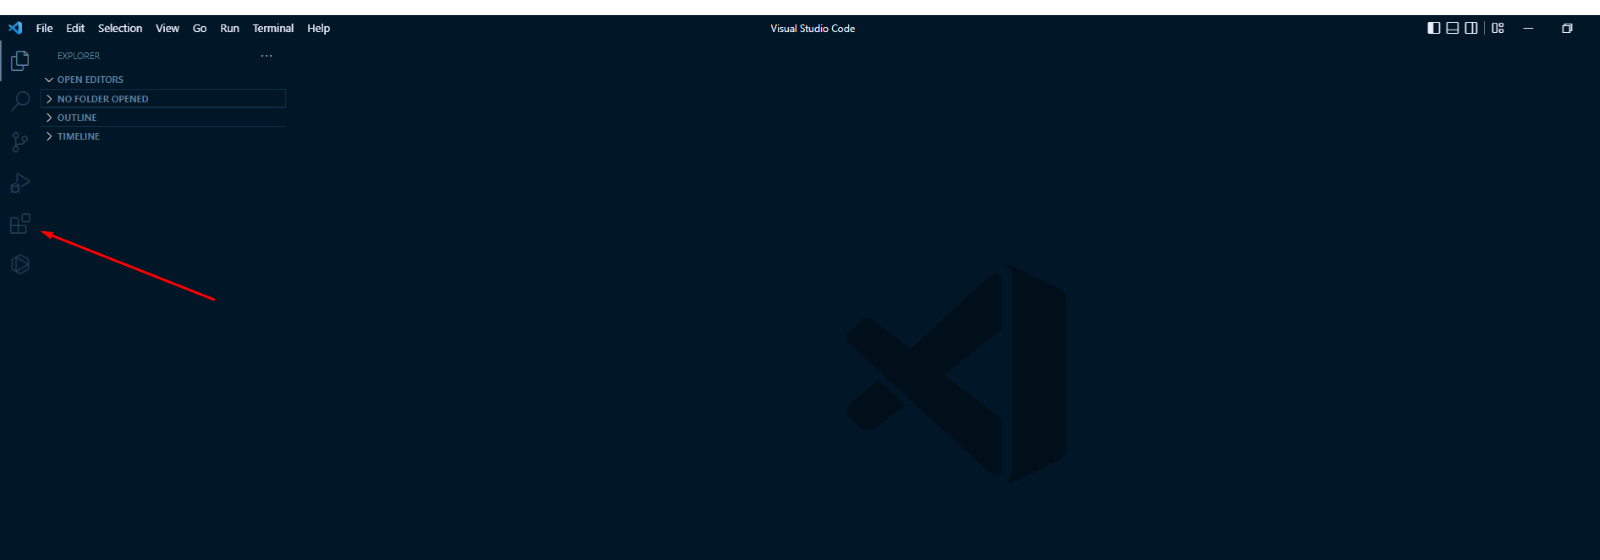 File Edit Selection View Go Run Terminal Help Visual Studio Code
EXPLORER
OPEN EDITORS
NO FOLDER OPENED
OUTLINE
TIMELINE